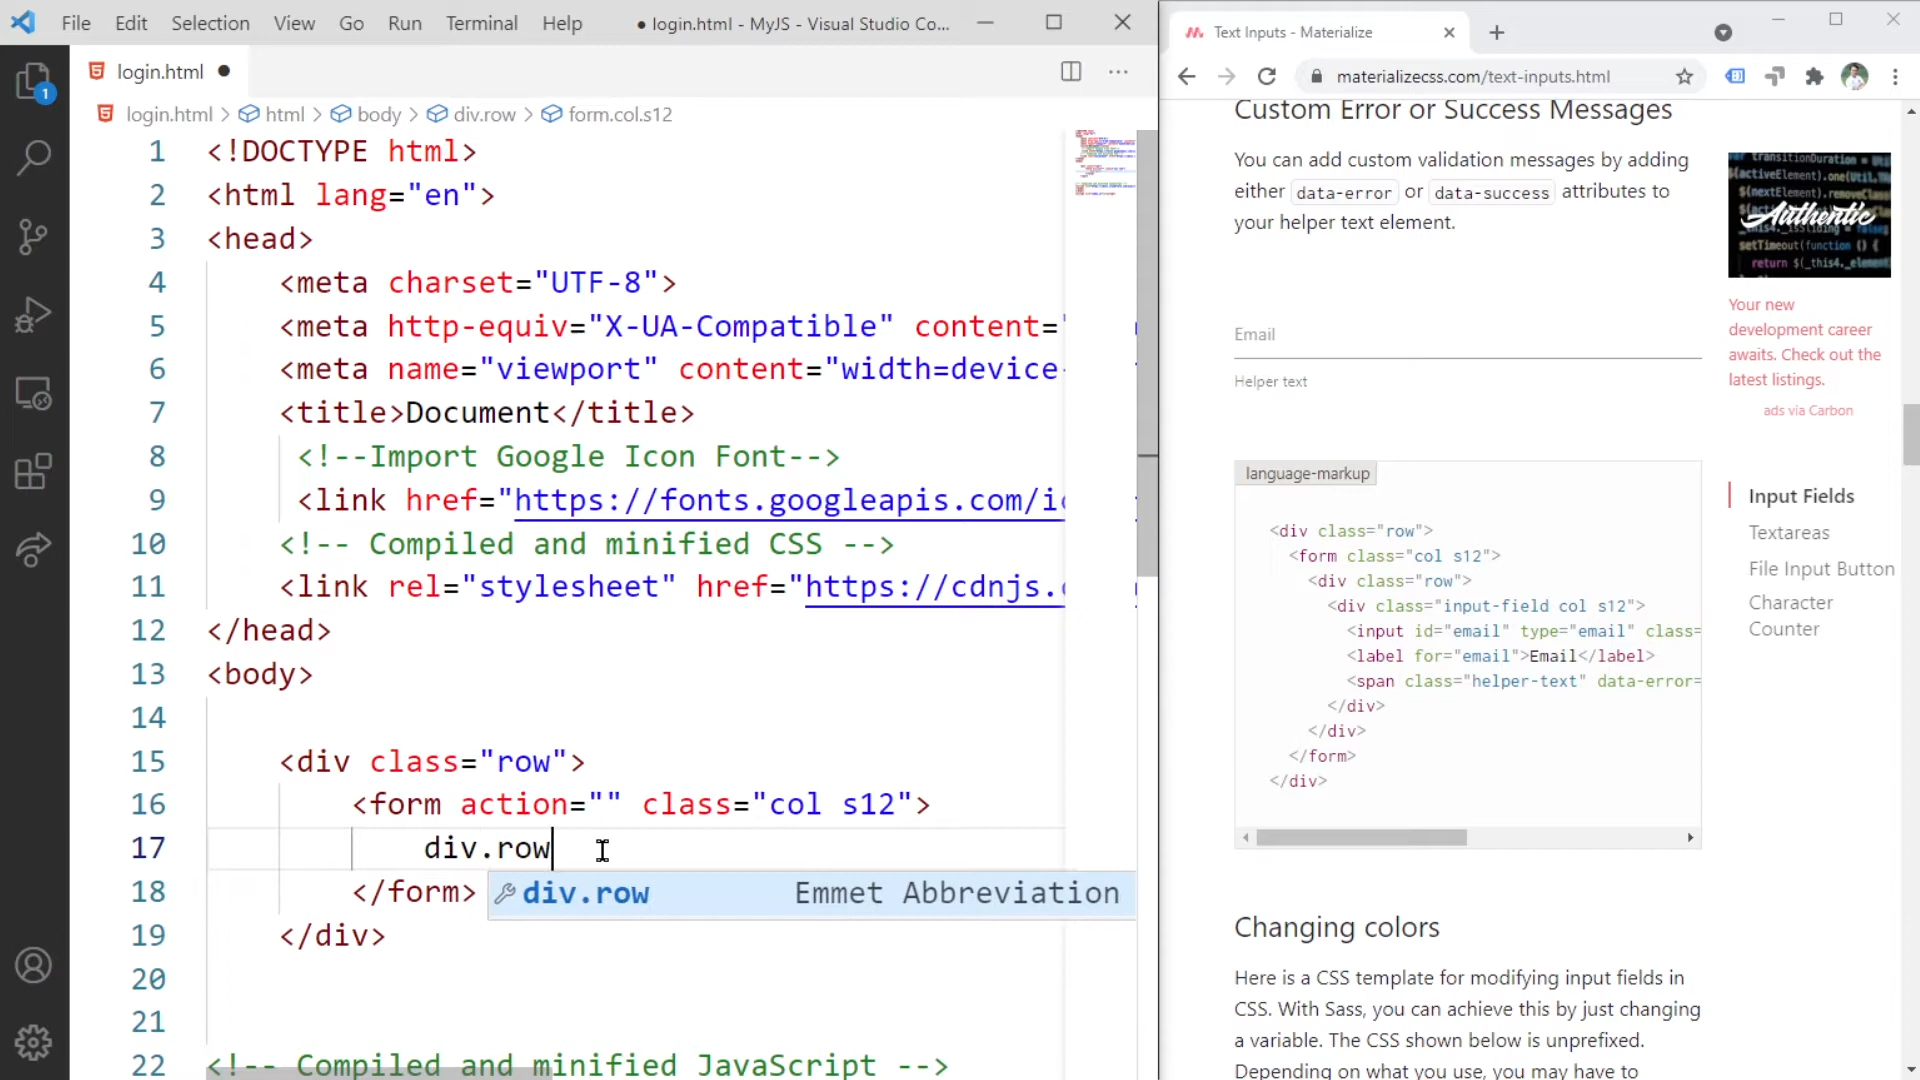 File Edit Selection View Go Run Terminal Help ● login.html - MyJS - Visual Studio Co...
login.html ●
login.html > html > body > div.row > form.col.s12
1 <!DOCTYPE html>
2 <html lang="en">
3 <head>
4 <meta charset="UTF-8">
5 <meta http-equiv="X-UA-Compatible" content="
6 <meta name="viewport" content="width=device-
7 <title>Document</title>
8 <!--Import Google Icon Font-->
9 <link href="https://fonts.googleapis.com/ic
10 <!-- Compiled and minified CSS -->
11 <link rel="stylesheet" href="https://cdnjs.c
12 </head>
13 <body>
14
15 <div class="row">
16 <form action="" class="col s12">
17 div.row
18 </form>
div.row Emmet Abbreviation
19 </div>
20
21
22 <!-- Compiled and minified JavaScript -->
1
Text Inputs - Materialize
materializecss.com/text-inputs.html
Custom Error or Success Messages
You can add custom validation messages by adding
either data-error or data-success attributes to
your helper text element.
Email
Helper text
language-markup
<div class="row">
<form class="col s12">
<div class="row">
<div class="input-field col s12">
<input id="email" type="email" class=
<label for="email">Email</label>
<span class="helper-text" data-error=
</div>
</div>
</form>
</div>
Changing colors
Here is a CSS template for modifying input fields in
CSS. With Sass, you can achieve this by just changing
a variable. The CSS shown below is unprefixed.
Depending on what you use, you may have to
transitionDuration =
Authentic
setTimeout(function () {
Your new
development career
awaits. Check out the
latest listings.
ads via Carbon
Input Fields
Textareas
File Input Button
Character
Counter